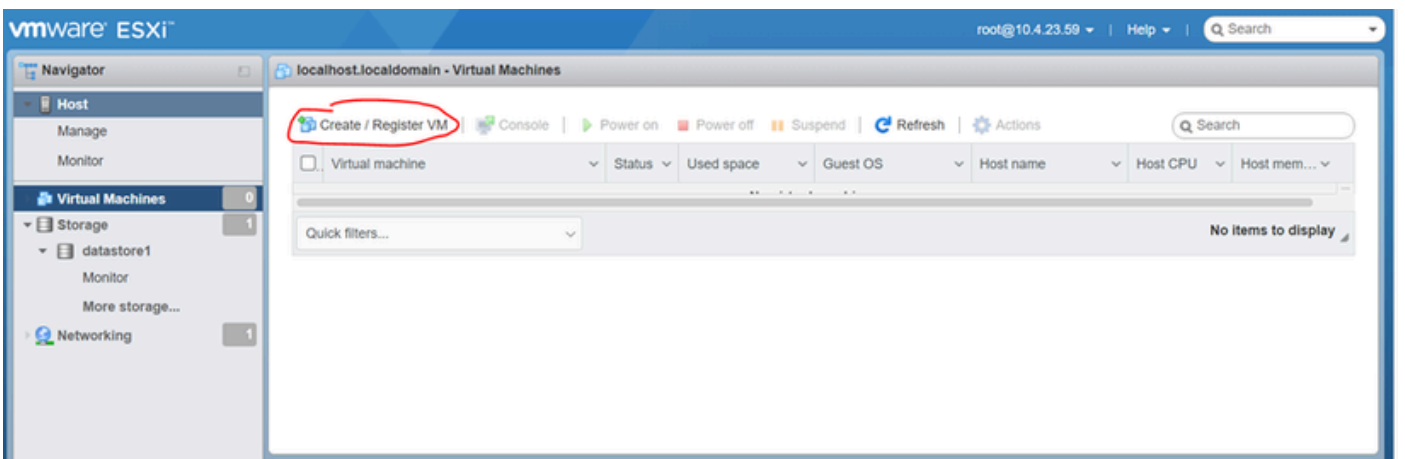 vmware ESXi™
root@10.4.23.59 | Help | Search
Navigator
localhost.localdomain - Virtual Machines
Host
Manage
Monitor
Virtual Machines 0
Storage 1
datastore1
Monitor
More storage...
Networking 1
Create / Register VM | Console | Power on Power off Suspend | Refresh | Actions
Search
Virtual machine Status Used space Guest OS Host name Host CPU Host mem...
Quick filters...
No items to display